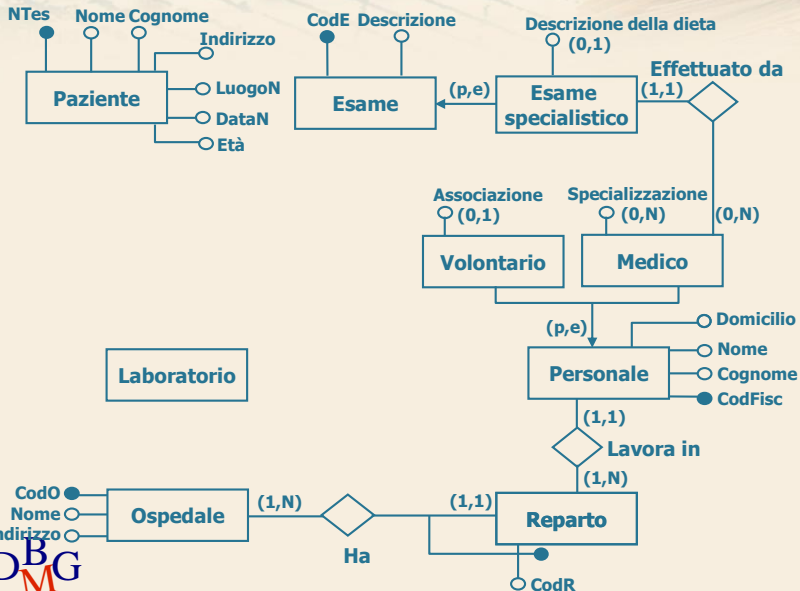 NTes
Nome Cognome
Indirizzo
LuogoN
DataN
Età
Paziente
CodE Descrizione
Esame
(p,e)
Descrizione della dieta
(0,1)
Esame
specialistico
(1,1)
Effettuato da
(0,N)
Associazione
(0,1)
Volontario
Specializzazione
(0,N)
Medico
(p,e)
Domicilio
Nome
Cognome
CodFisc
Personale
(1,1)
Lavora in
(1,N)
Laboratorio
CodO
Nome
ndirizzo
Ospedale
(1,N)
Ha
(1,1)
Reparto
CodR
DBMG